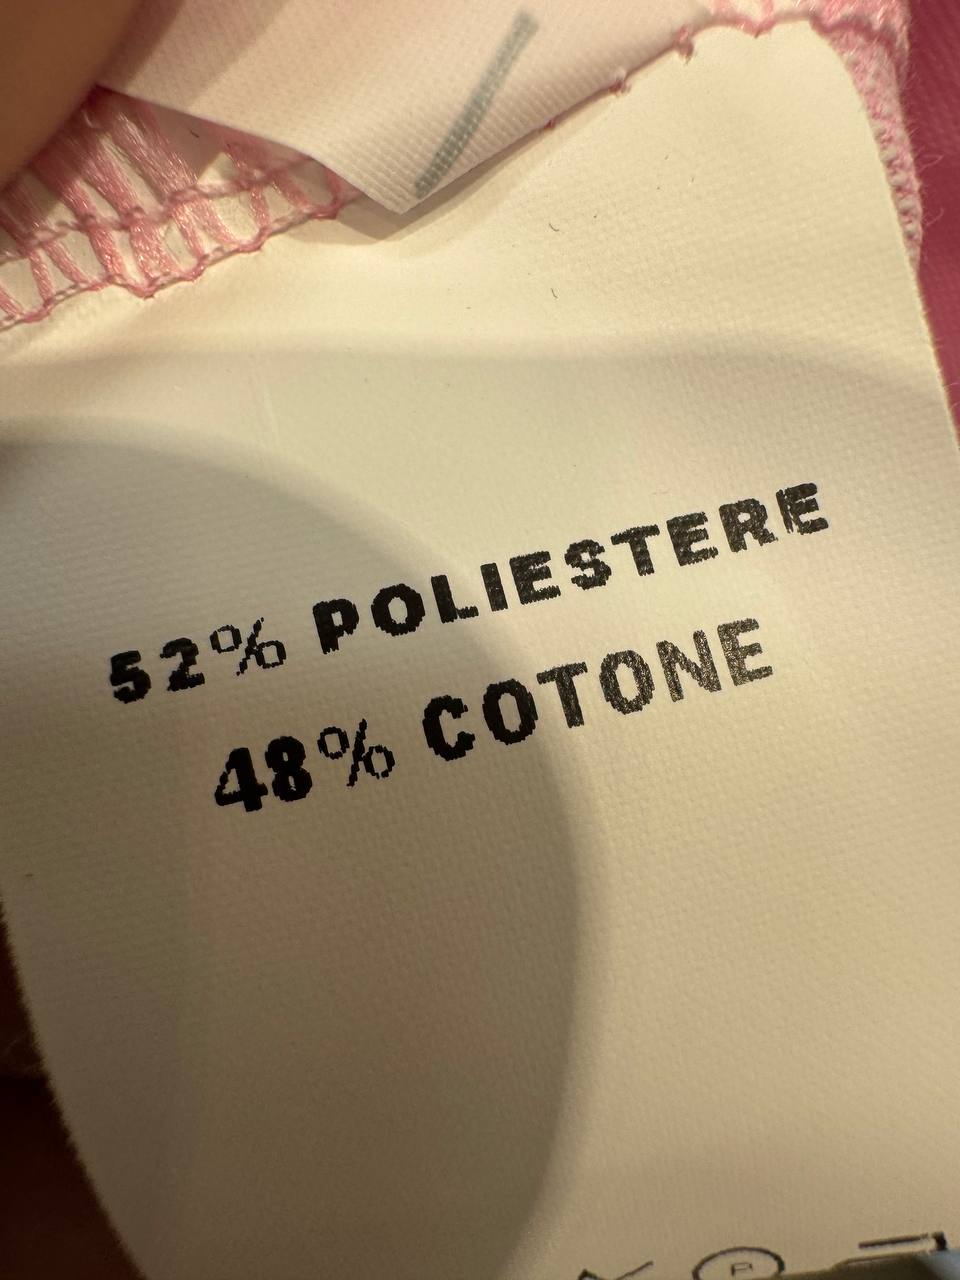 52% POLIESTERE
48% COTONE
P